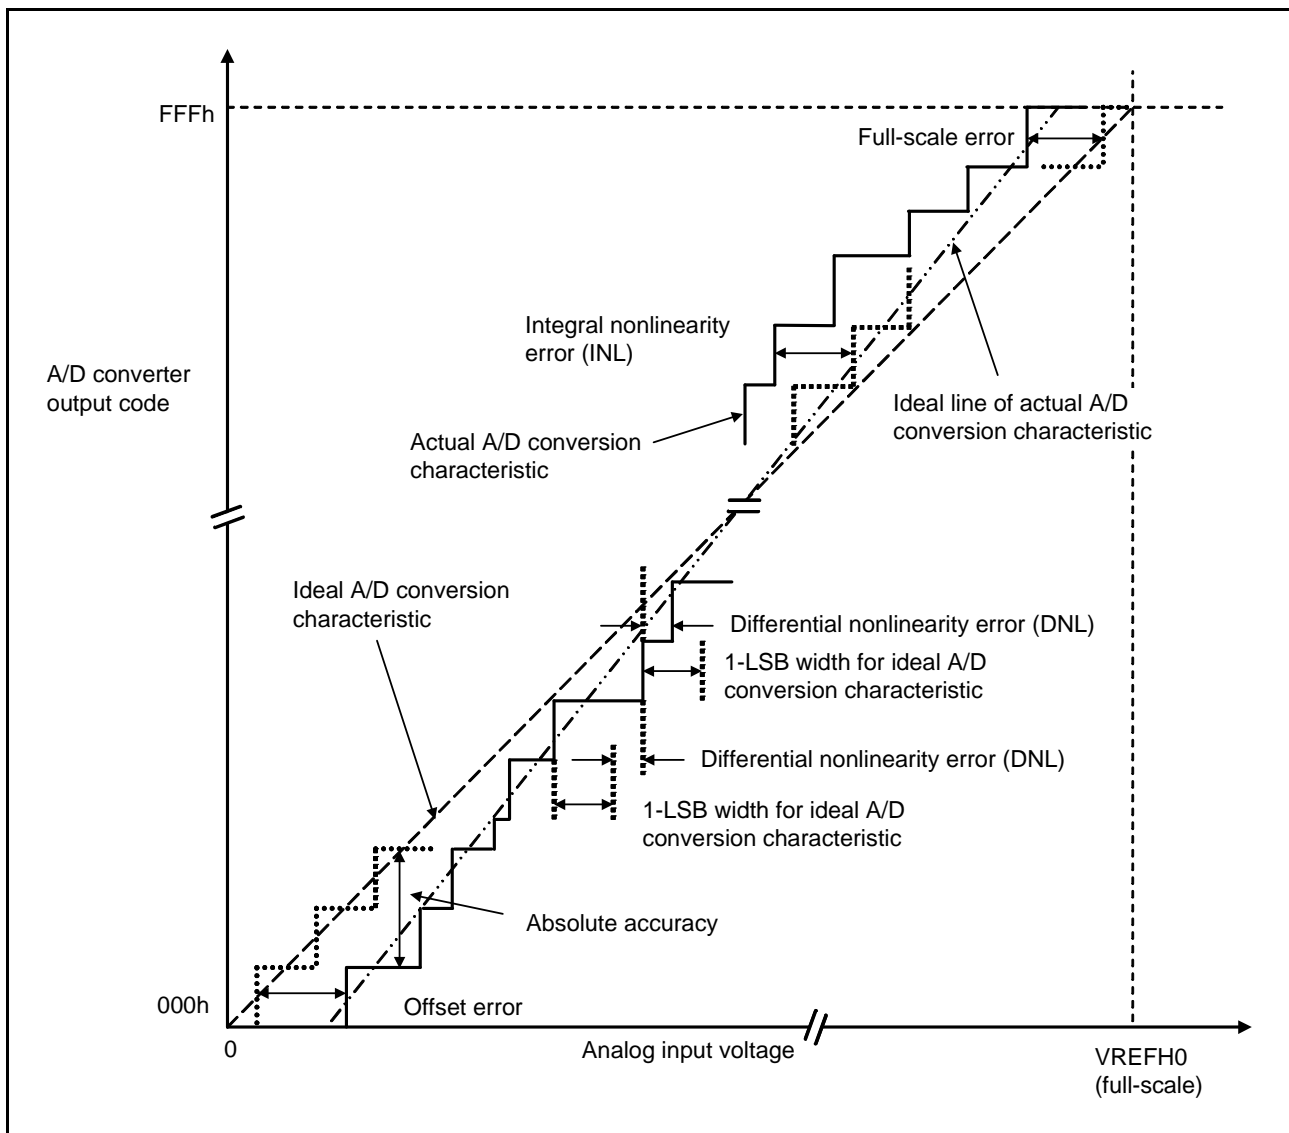 FFFh
Full-scale error
Integral nonlinearity
error (INL)
A/D converter
output code
Ideal line of actual A/D
conversion characteristic
Actual A/D conversion
characteristic
Ideal A/D conversion
characteristic
Differential nonlinearity error (DNL)
1-LSB width for ideal A/D
conversion characteristic
Differential nonlinearity error (DNL)
1-LSB width for ideal A/D
conversion characteristic
Absolute accuracy
000h
Offset error
0
Analog input voltage
VREFH0
(full-scale)